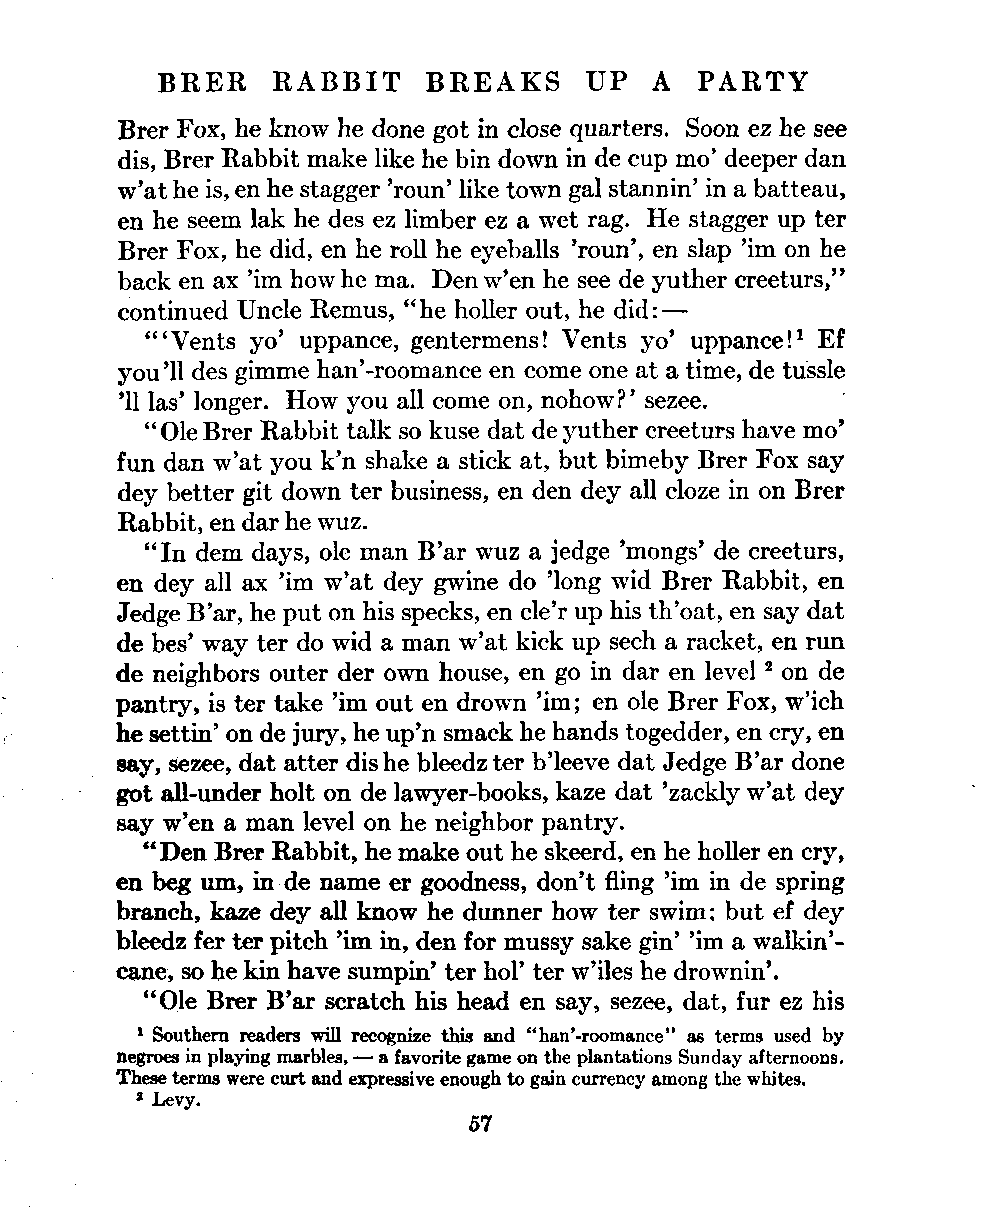 BRER RABBIT BREAKS UP A PARTY
Brer Fox, he know he done got in close quarters. Soon ez he see
dis, Brer Rabbit make like he bin down in de cup mo’ deeper dan
w’at he is, en he stagger ’roun’ like town gal stannin’ in a batteau,
en he seem lak he des ez limber ez a wet rag. He stagger up ter
Brer Fox, he did, en he roll he eyeballs ’roun’, en slap ’im on he
back en ax ’im how he ma. Den w’en he see de yuther creeturs,”
continued Uncle Remus, “he holler out, he did:—
“‘Vents yo’ uppance, gentermens! Vents yo’ uppance!¹ Ef
you’ll des gimme han’-roomance en come one at a time, de tussle
’ll las’ longer. How you all come on, nohow?’ sezee.
“Ole Brer Rabbit talk so kuse dat de yuther creeturs have mo’
fun dan w’at you k’n shake a stick at, but bimeby Brer Fox say
dey better git down ter business, en den dey all cloze in on Brer
Rabbit, en dar he wuz.
“In dem days, ole man B’ar wuz a jedge ’mongs’ de creeturs,
en dey all ax ’im w’at dey gwine do ’long wid Brer Rabbit, en
Jedge B’ar, he put on his specks, en cle’r up his th’oat, en say dat
de bes’ way ter do wid a man w’at kick up sech a racket, en run
de neighbors outer der own house, en go in dar en level ² on de
pantry, is ter take ’im out en drown ’im; en ole Brer Fox, w’ich
he settin’ on de jury, he up’n smack he hands togedder, en cry, en
say, sezee, dat atter dis he bleedz ter b’leeve dat Jedge B’ar done
got all-under holt on de lawyer-books, kaze dat ’zackly w’at dey
say w’en a man level on he neighbor pantry.
“Den Brer Rabbit, he make out he skeerd, en he holler en cry,
en beg um, in de name er goodness, don’t fling ’im in de spring
branch, kaze dey all know he dunner how ter swim; but ef dey
bleedz fer ter pitch ’im in, den for mussy sake gin’ ’im a walkin’-
cane, so he kin have sumpin’ ter hol’ ter w’iles he drownin’.
“Ole Brer B’ar scratch his head en say, sezee, dat, fur ez his
¹ Southern readers will recognize this and “han’-roomance” as terms used by
negroes in playing marbles, — a favorite game on the plantations Sunday afternoons.
These terms were curt and expressive enough to gain currency among the whites.
² Levy.
57